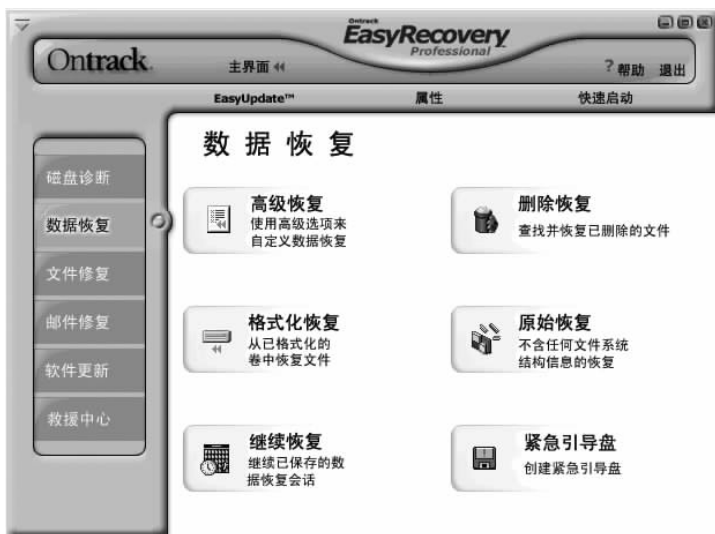 Ontrack
EasyRecovery
Professional
Ontrack.
主界面
? 帮助 退出
EasyUpdate™ 属性 快速启动
磁盘诊断
数据恢复
文件修复
邮件修复
软件更新
救援中心
数据恢复
高级恢复
使用高级选项来
自定义数据恢复
删除恢复
查找并恢复已删除的文件
格式化恢复
从已格式化的
卷中恢复文件
原始恢复
不含任何文件系统
结构信息的恢复
继续恢复
继续已保存的数
据恢复会话
紧急引导盘
创建紧急引导盘